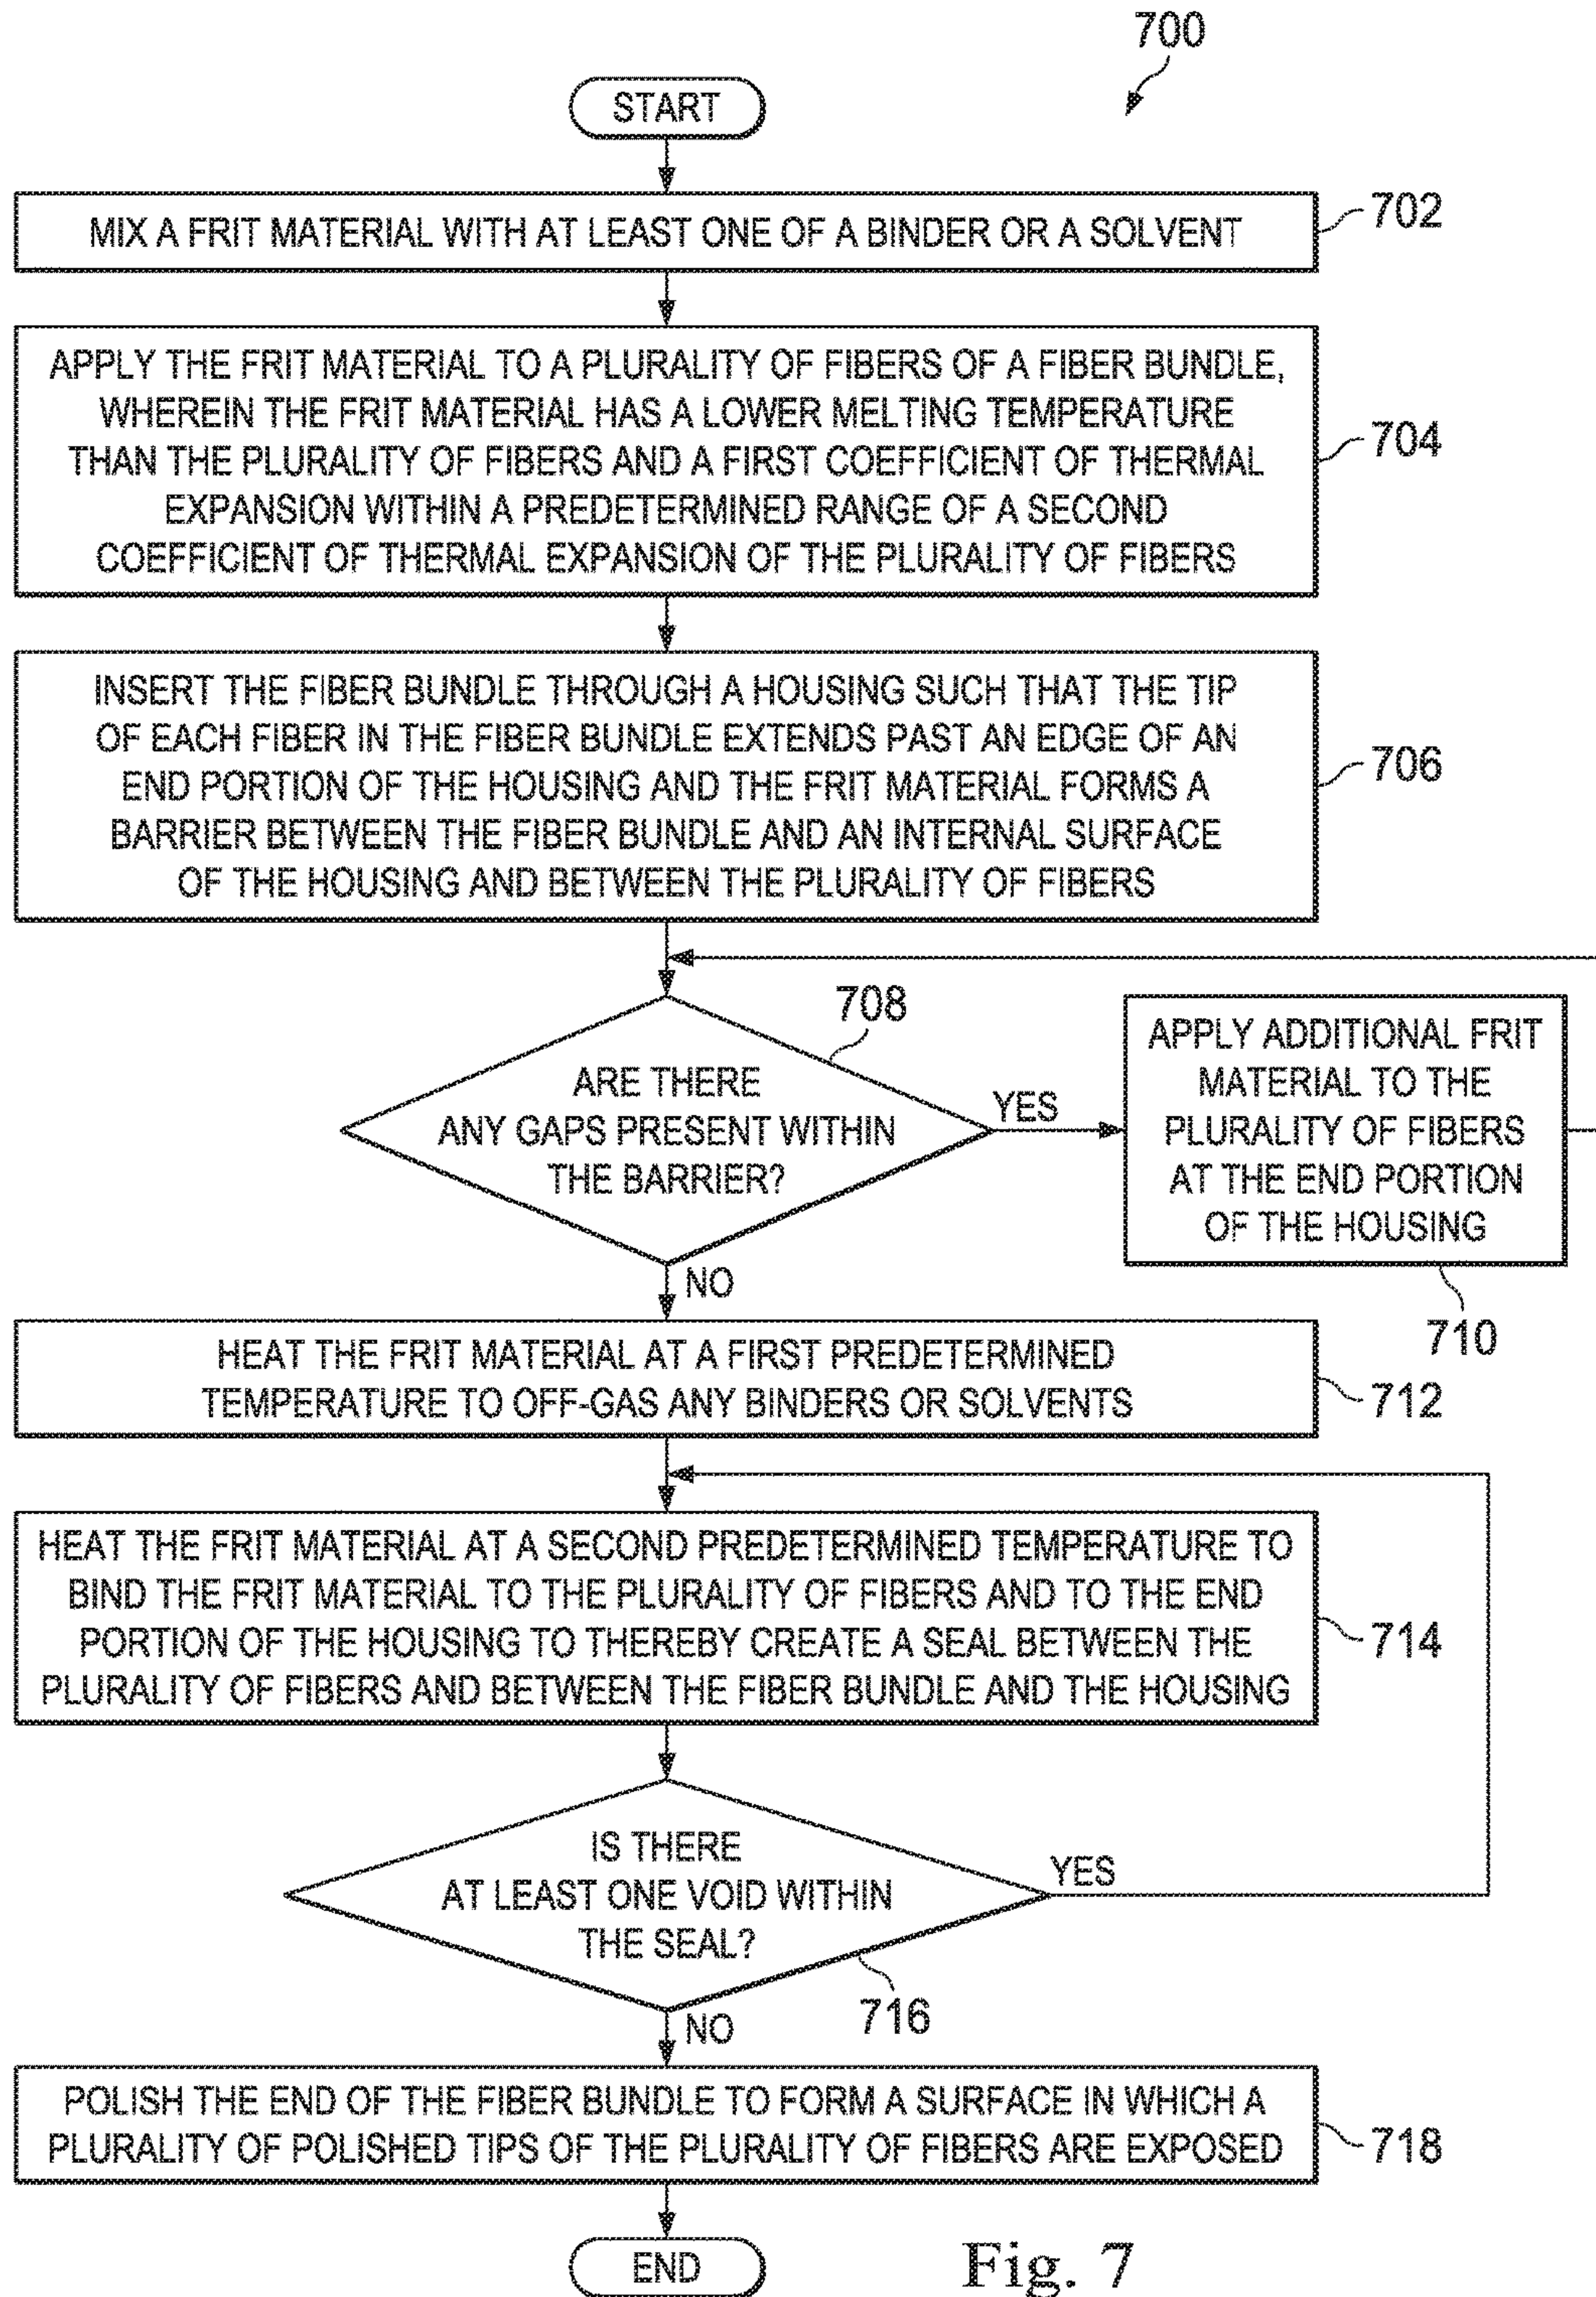 700
START
MIX A FRIT MATERIAL WITH AT LEAST ONE OF A BINDER OR A SOLVENT
702
APPLY THE FRIT MATERIAL TO A PLURALITY OF FIBERS OF A FIBER BUNDLE,
WHEREIN THE FRIT MATERIAL HAS A LOWER MELTING TEMPERATURE
THAN THE PLURALITY OF FIBERS AND A FIRST COEFFICIENT OF THERMAL
EXPANSION WITHIN A PREDETERMINED RANGE OF A SECOND
COEFFICIENT OF THERMAL EXPANSION OF THE PLURALITY OF FIBERS
704
INSERT THE FIBER BUNDLE THROUGH A HOUSING SUCH THAT THE TIP
OF EACH FIBER IN THE FIBER BUNDLE EXTENDS PAST AN EDGE OF AN
END PORTION OF THE HOUSING AND THE FRIT MATERIAL FORMS A
BARRIER BETWEEN THE FIBER BUNDLE AND AN INTERNAL SURFACE
OF THE HOUSING AND BETWEEN THE PLURALITY OF FIBERS
706
708
ARE THERE
ANY GAPS PRESENT WITHIN
THE BARRIER?
YES
APPLY ADDITIONAL FRIT
MATERIAL TO THE
PLURALITY OF FIBERS
AT THE END PORTION
OF THE HOUSING
710
NO
HEAT THE FRIT MATERIAL AT A FIRST PREDETERMINED
TEMPERATURE TO OFF-GAS ANY BINDERS OR SOLVENTS
712
HEAT THE FRIT MATERIAL AT A SECOND PREDETERMINED TEMPERATURE TO
BIND THE FRIT MATERIAL TO THE PLURALITY OF FIBERS AND TO THE END
PORTION OF THE HOUSING TO THEREBY CREATE A SEAL BETWEEN THE
PLURALITY OF FIBERS AND BETWEEN THE FIBER BUNDLE AND THE HOUSING
714
IS THERE
AT LEAST ONE VOID WITHIN
THE SEAL?
YES
716
NO
POLISH THE END OF THE FIBER BUNDLE TO FORM A SURFACE IN WHICH A
PLURALITY OF POLISHED TIPS OF THE PLURALITY OF FIBERS ARE EXPOSED
718
END
Fig. 7